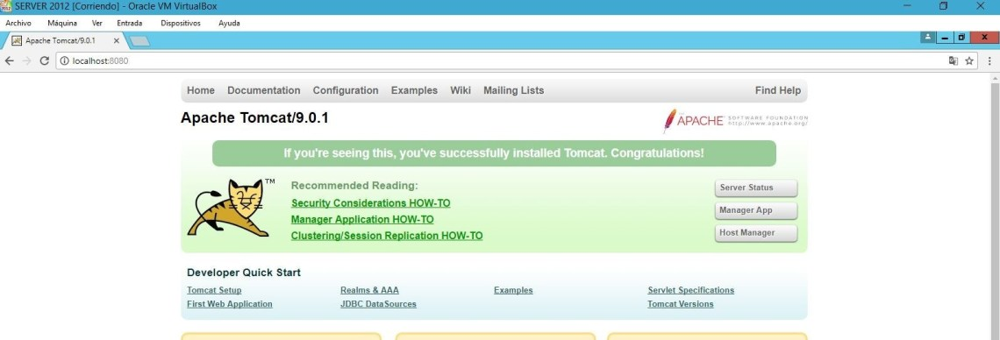 SERVER 2012 [Corriendo] - Oracle VM VirtualBox
Archivo Máquina Ver Entrada Dispositivos Ayuda
Apache Tomcat/9.0.1
localhost:8080
Home Documentation Configuration Examples Wiki Mailing Lists Find Help
Apache Tomcat/9.0.1
APACHE SOFTWARE FOUNDATION
http://www.apache.org/
If you're seeing this, you've successfully installed Tomcat. Congratulations!
TM
Recommended Reading:
Security Considerations HOW-TO
Manager Application HOW-TO
Clustering/Session Replication HOW-TO
Server Status
Manager App
Host Manager
Developer Quick Start
Tomcat Setup Realms & AAA Examples Servlet Specifications
First Web Application JDBC DataSources Tomcat Versions